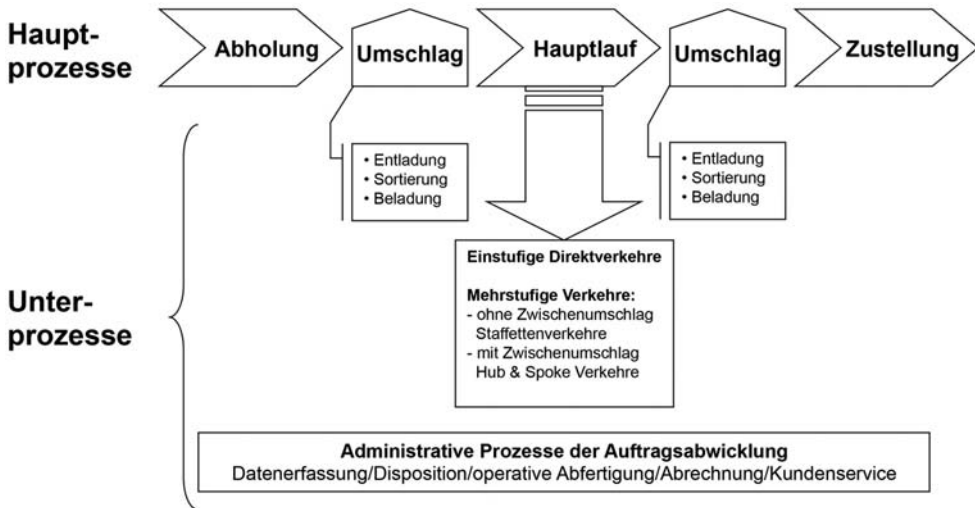 Haupt-
prozesse
Abholung
Umschlag
Hauptlauf
Umschlag
Zustellung
• Entladung
• Sortierung
• Beladung
• Entladung
• Sortierung
• Beladung
Unter-
prozesse
Einstufige Direktverkehre
Mehrstufige Verkehre:
- ohne Zwischenumschlag
Staffettenverkehre
- mit Zwischenumschlag
Hub & Spoke Verkehre
Administrative Prozesse der Auftragsabwicklung
Datenerfassung/Disposition/operative Abfertigung/Abrechnung/Kundenservice